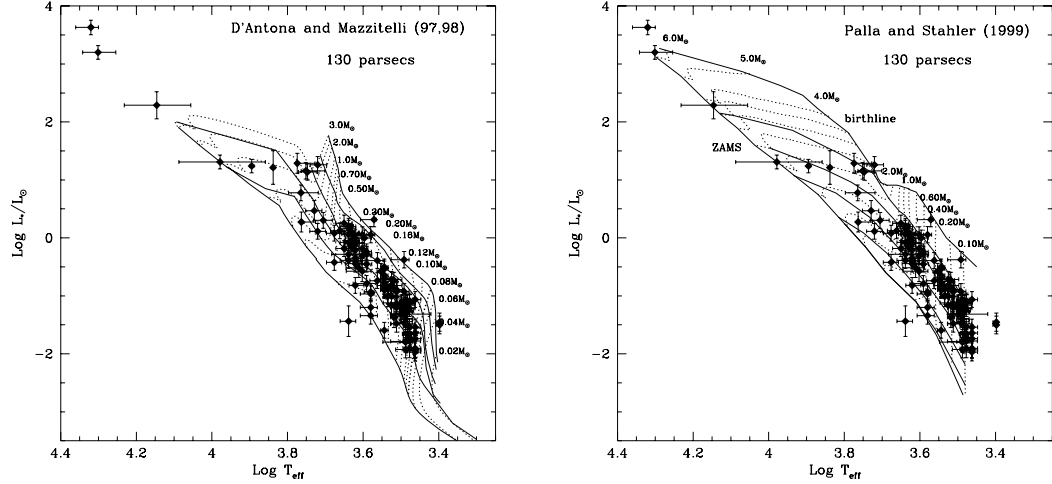 D'Antona and Mazzitelli (97,98)
130 parsecs
3.0M⊙
2.0M⊙
1.0M⊙
0.70M⊙
0.50M⊙
0.30M⊙
0.20M⊙
0.16M⊙
0.12M⊙
0.10M⊙
0.08M⊙
0.06M⊙
0.04M⊙
0.02M⊙
4
2
0
−2
Log L*/L⊙
4.4 4.2 4 3.8 3.6 3.4
Log Teff
Palla and Stahler (1999)
130 parsecs
6.0M⊙
5.0M⊙
4.0M⊙
birthline
ZAMS
2.0M⊙
1.0M⊙
0.60M⊙
0.40M⊙
0.20M⊙
0.10M⊙
4
2
0
−2
Log L*/L⊙
4.4 4.2 4 3.8 3.6 3.4
Log Teff